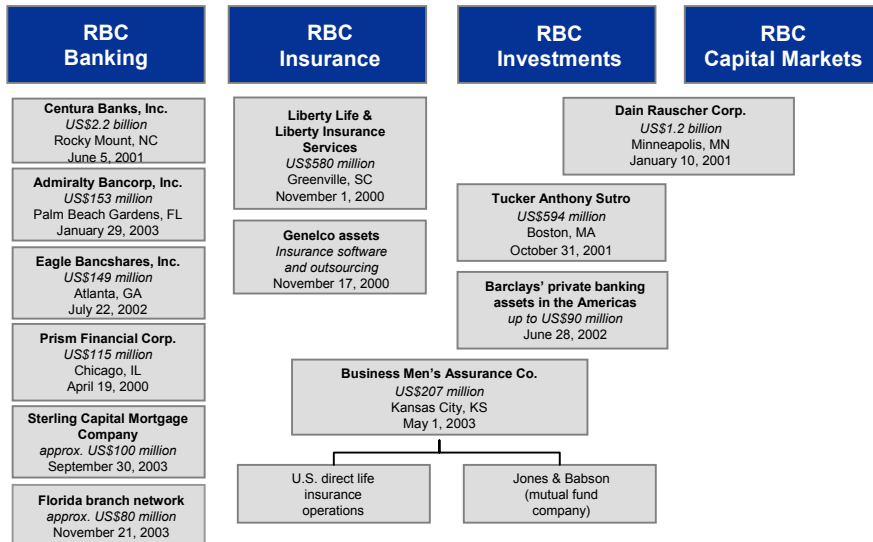 RBC
Banking
RBC
Insurance
RBC
Investments
RBC
Capital Markets
Centura Banks, Inc.
US$2.2 billion
Rocky Mount, NC
June 5, 2001
Admiralty Bancorp, Inc.
US$153 million
Palm Beach Gardens, FL
January 29, 2003
Eagle Bancshares, Inc.
US$149 million
Atlanta, GA
July 22, 2002
Prism Financial Corp.
US$115 million
Chicago, IL
April 19, 2000
Sterling Capital Mortgage
Company
approx. US$100 million
September 30, 2003
Florida branch network
approx. US$80 million
November 21, 2003
Liberty Life &
Liberty Insurance
Services
US$580 million
Greenville, SC
November 1, 2000
Genelco assets
Insurance software
and outsourcing
November 17, 2000
Dain Rauscher Corp.
US$1.2 billion
Minneapolis, MN
January 10, 2001
Tucker Anthony Sutro
US$594 million
Boston, MA
October 31, 2001
Barclays' private banking
assets in the Americas
up to US$90 million
June 28, 2002
Business Men's Assurance Co.
US$207 million
Kansas City, KS
May 1, 2003
U.S. direct life
insurance
operations
Jones & Babson
(mutual fund
company)